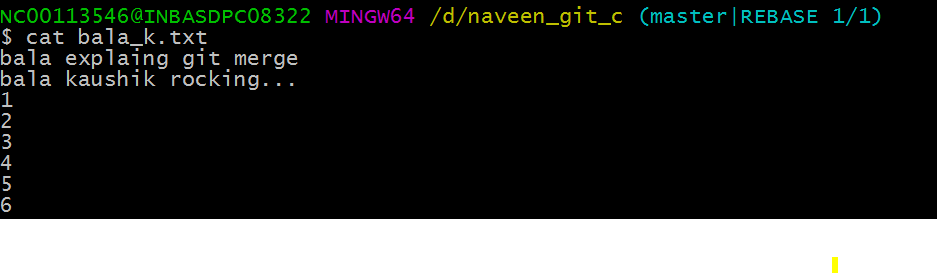 NC00113546@INBASDPC08322 MINGW64 /d/naveen_git_c (master|REBASE 1/1)
$ cat bala_k.txt
bala explaing git merge
bala kaushik rocking...
1
2
3
4
5
6